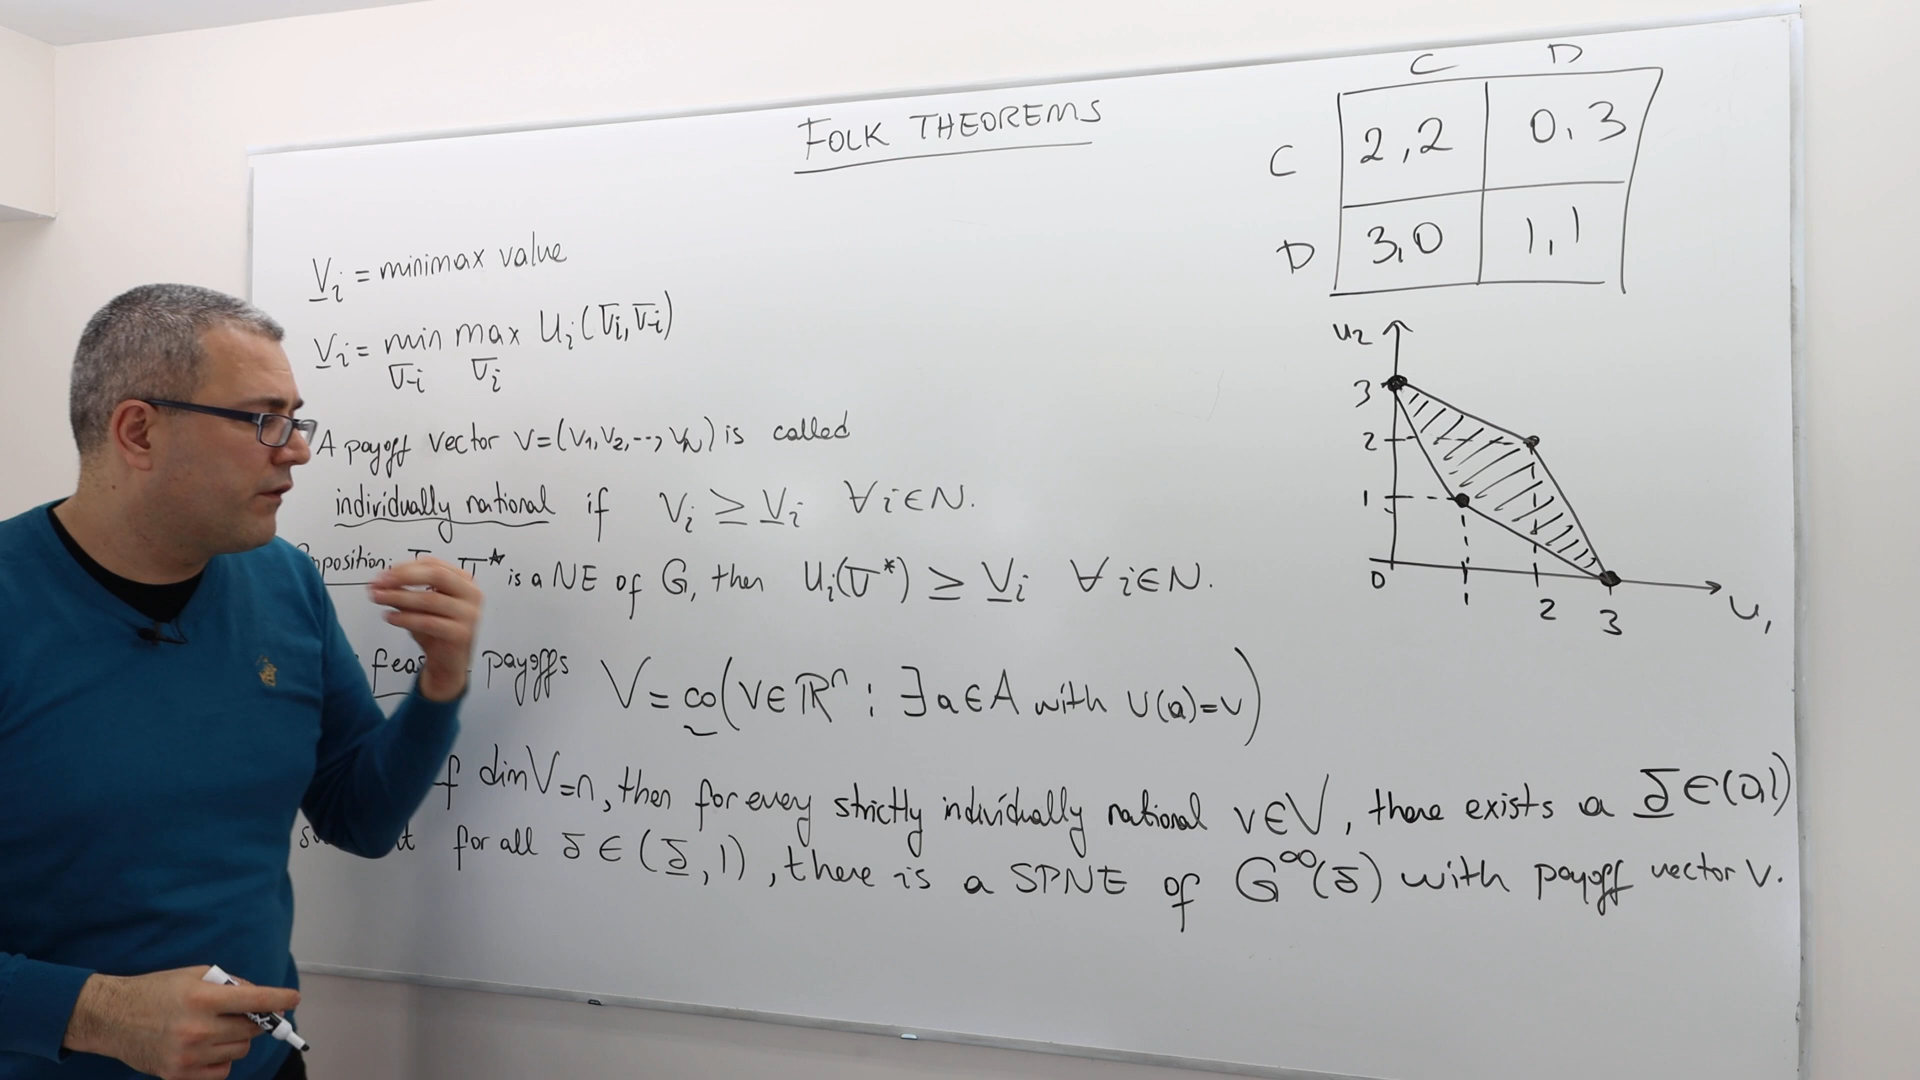 FOLK THEOREMS
V̲i = minimax value
V̲i = min max Ui(σi, σ-i)
σ-i σi
A payoff vector v=(v1, v2, --, vN) is called
individually rational if Vi ≥ V̲i ∀ i∈N.
position: σ* is a NE of G, then Ui(σ*) ≥ V̲i ∀ i∈N.
payoffs V = co(v∈ℝⁿ : ∃ a∈A with U(a)=v)
f dimV=n, then for every strictly individually rational v∈V, there exists a δ̲∈(0,1)
for all δ∈(δ̲,1), there is a SPNE of G∞(δ) with payoff vector v.
C D
C 2,2 0,3
D 3,0 1,1
U2
3
2
1
0 1 2 3 U1